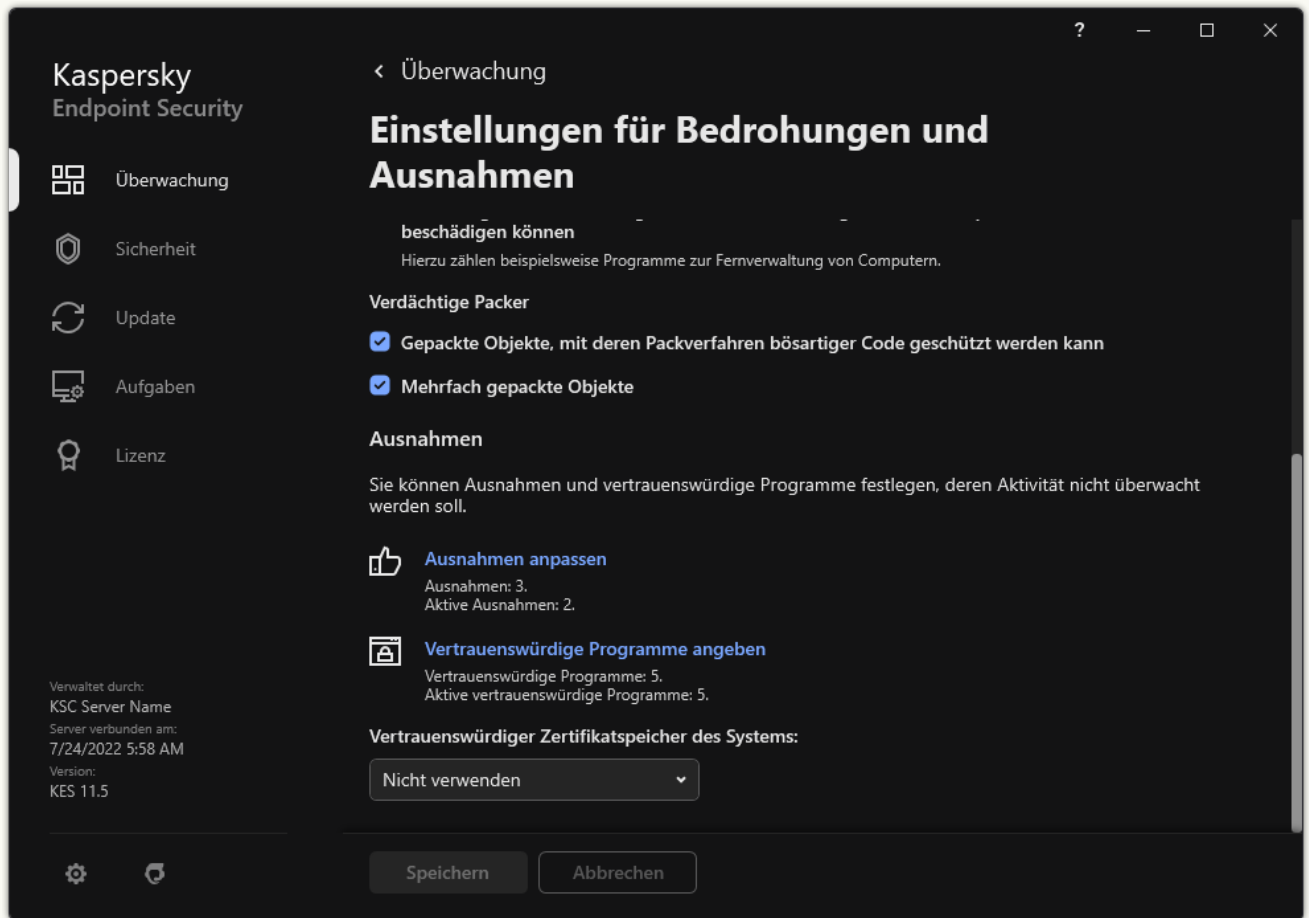 ?
Kaspersky
Endpoint Security
Überwachung
Sicherheit
Update
Aufgaben
Lizenz
Verwaltet durch:
KSC Server Name
Server verbunden am:
7/24/2022 5:58 AM
Version:
KES 11.5
Überwachung
Einstellungen für Bedrohungen und
Ausnahmen
beschädigen können
Hierzu zählen beispielsweise Programme zur Fernverwaltung von Computern.
Verdächtige Packer
Gepackte Objekte, mit deren Packverfahren bösartiger Code geschützt werden kann
Mehrfach gepackte Objekte
Ausnahmen
Sie können Ausnahmen und vertrauenswürdige Programme festlegen, deren Aktivität nicht überwacht
werden soll.
Ausnahmen anpassen
Ausnahmen: 3.
Aktive Ausnahmen: 2.
Vertrauenswürdige Programme angeben
Vertrauenswürdige Programme: 5.
Aktive vertrauenswürdige Programme: 5.
Vertrauenswürdiger Zertifikatspeicher des Systems:
Nicht verwenden
Speichern
Abbrechen